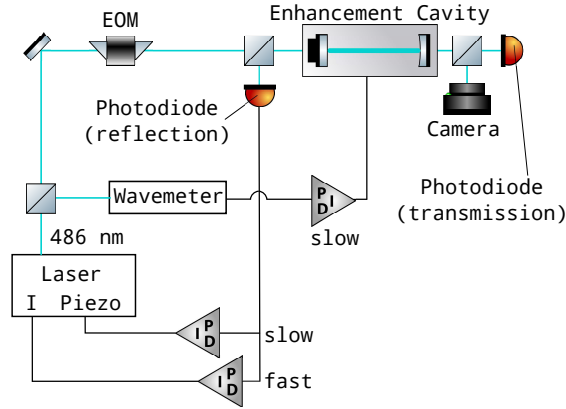 Enhancement Cavity
EOM
Photodiode
(reflection)
Camera
Photodiode
(transmission)
Wavemeter
P
I
D
slow
486 nm
Laser
I Piezo
P
I
D
slow
P
I
D
fast